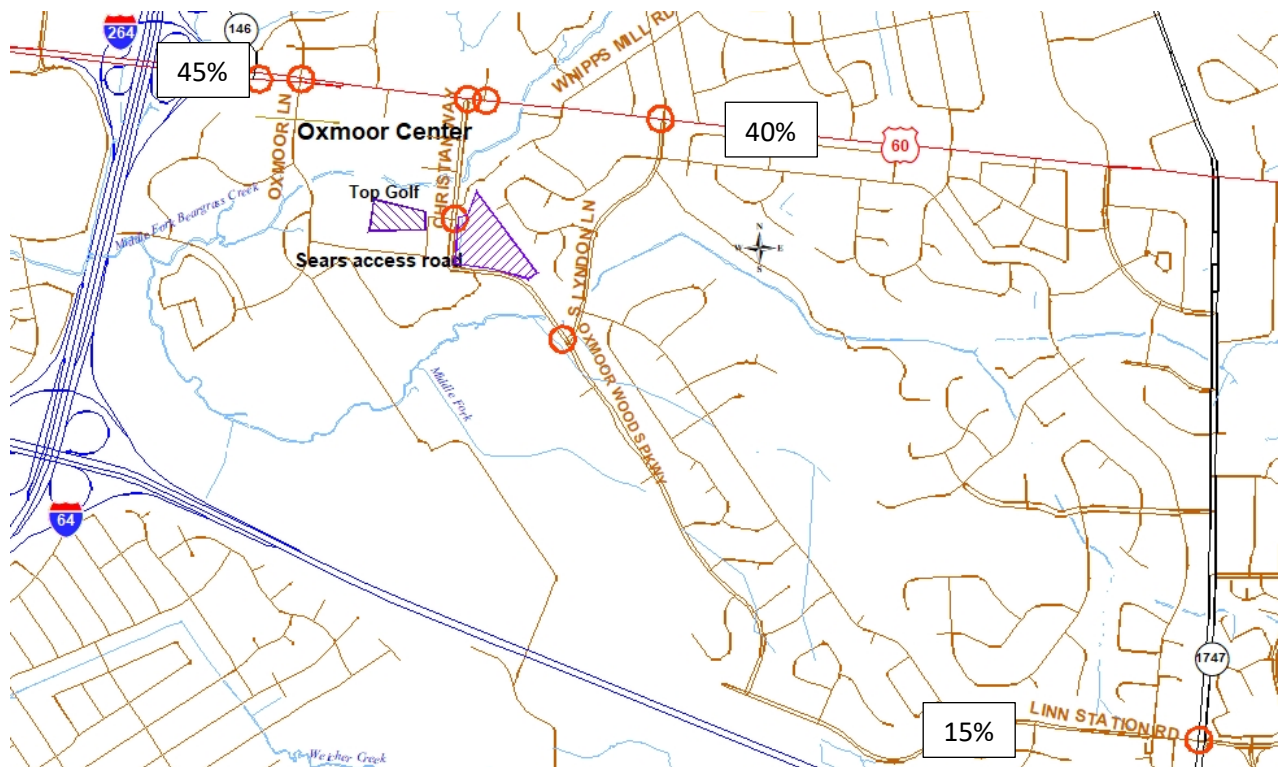 264
146
45%
WHIPPS MILL RD
OXMOOR LN
Oxmoor Center
CHRISTIAN WAY
40%
60
Top Golf
Middle Fork Beargrass Creek
Sears access road
N
W E
S
S LYNDON LN
OXMOOR WOODS PKWY
Middle Fork
64
1747
LINN STATION RD
15%
Weicher Creek